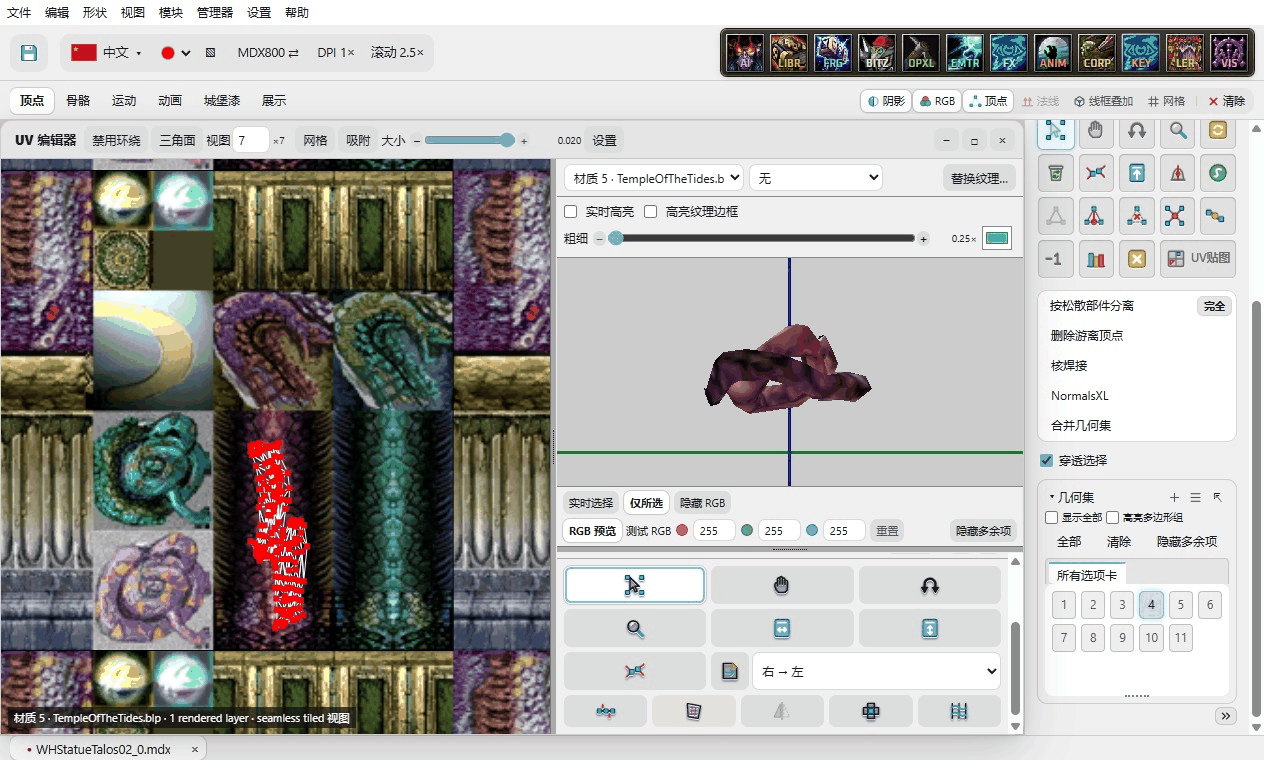 文件 编辑 形状 视图 模块 管理器 设置 帮助
中文 MDX800 ⇄ DPI 1× 滚动 2.5×
AI LIBR FRG BITZ OPXL EMTR FX ANIM CORP KEY LER VIS
顶点 骨骼 运动 动画 城堡漆 展示 阴影 RGB 顶点 法线 线框叠加 网格 清除
UV 编辑器 禁用环绕 三角面 视图 7 ×7 网格 吸附 大小 − + 0.020 设置
材质 5 · TempleOfTheTides.b 无 替换纹理...
实时高亮 高亮纹理边框
粗细 − + 0.25×
−1 UV贴图
按松散部件分离 完全
删除游离顶点
核焊接
NormalsXL
合并几何集
穿透选择
几何集
显示全部 高亮多边形组
全部 清除 隐藏多余项
所有选项卡
1 2 3 4 5 6
7 8 9 10 11
实时选择 仅所选 隐藏 RGB
RGB 预览 测试 RGB 255 255 255 重置 隐藏多余项
右 → 左
材质 5 · TempleOfTheTides.blp · 1 rendered layer · seamless tiled 视图
• WHStatueTalos02_0.mdx ×